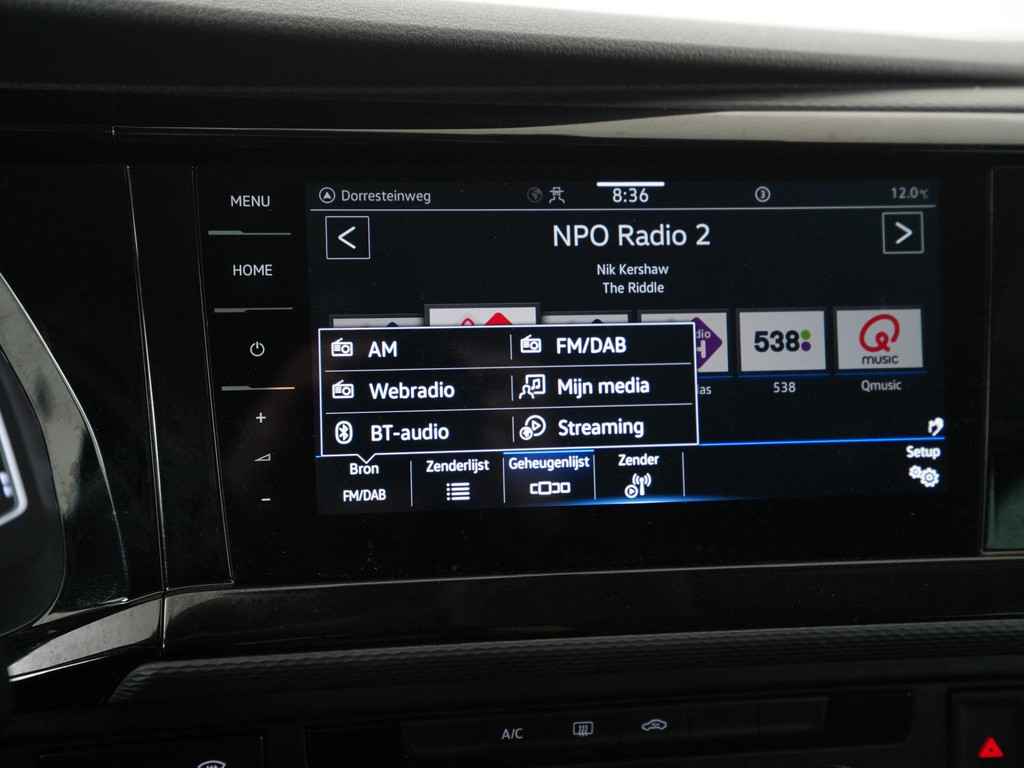 MENU
HOME
+
-
Dorresteinweg
8:36
3
12.0°C
<
NPO Radio 2
>
Nik Kershaw
The Riddle
538
Q
MUSIC
538
Qmusic
AM
FM/DAB
Webradio
Mijn media
BT-audio
Streaming
Bron
FM/DAB
Zenderlijst
Geheugenlijst
Zender
Setup
A/C